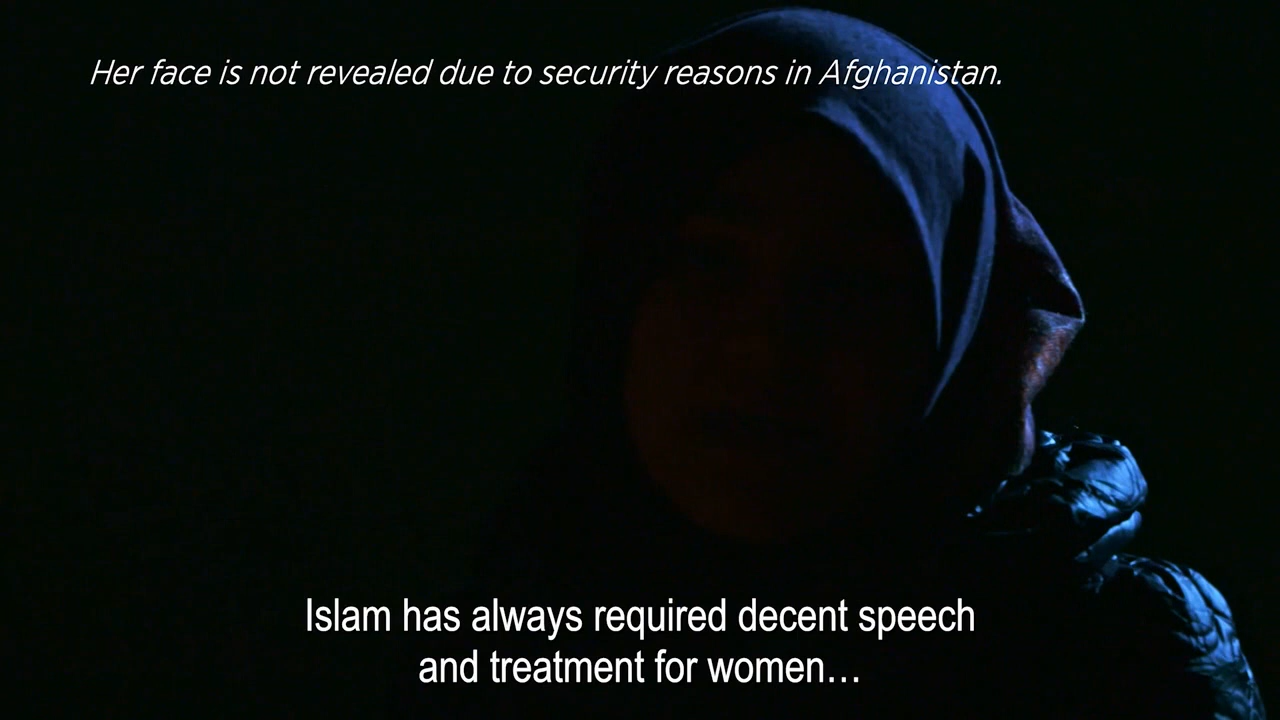 Her face is not revealed due to security reasons in Afghanistan.
Islam has always required decent speech
and treatment for women…